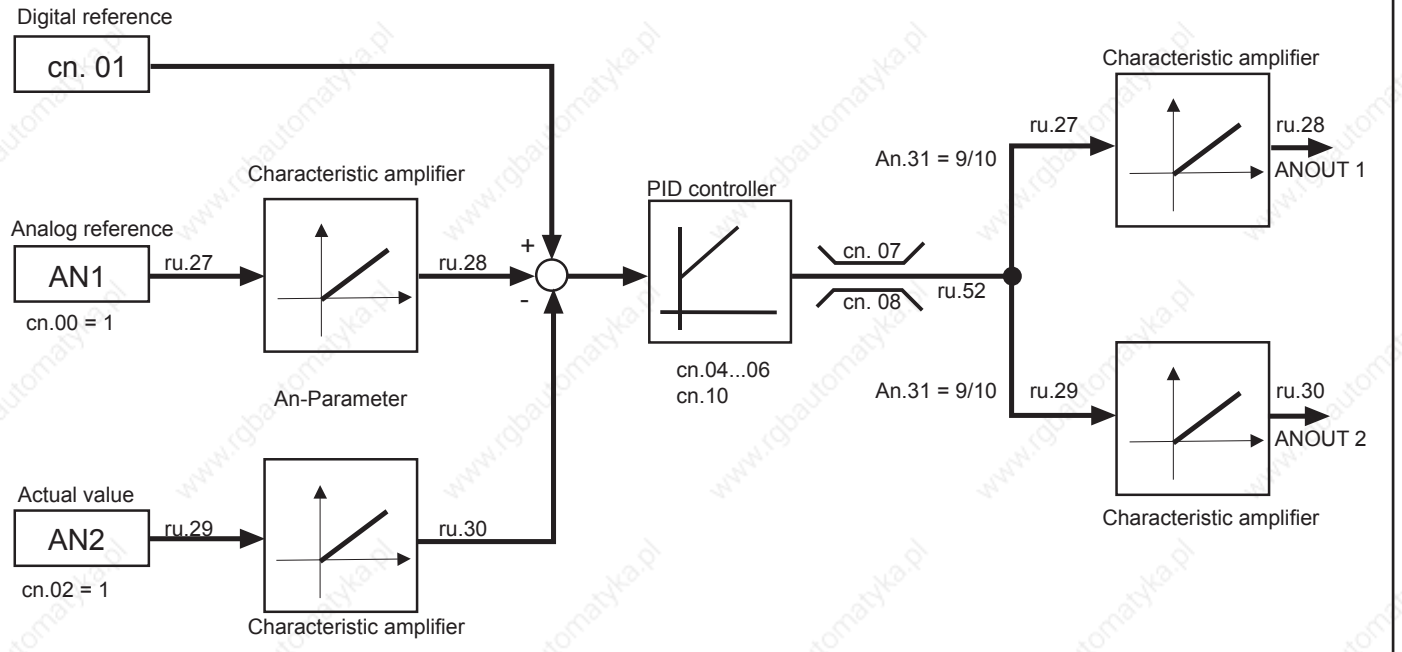 Digital reference
cn. 01
Characteristic amplifier
Analog reference
AN1
cn.00 = 1
ru.27
ru.28
+
-
An-Parameter
Actual value
AN2
cn.02 = 1
ru.29
ru.30
Characteristic amplifier
PID controller
cn.04...06
cn.10
cn. 07
cn. 08
ru.52
An.31 = 9/10
ru.27
Characteristic amplifier
ru.28
ANOUT 1
An.31 = 9/10
ru.29
ru.30
ANOUT 2
Characteristic amplifier
www.rgbautomatyka.pl